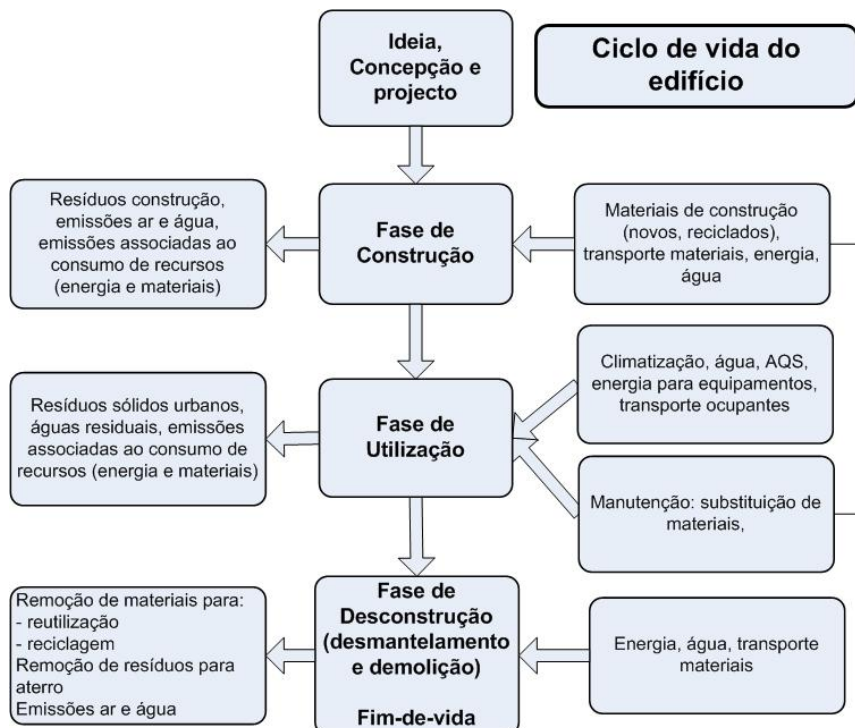 Ideia,
Concepção e
projecto
Ciclo de vida do
edifício
Resíduos construção,
emissões ar e água,
emissões associadas ao
consumo de recursos
(energia e materiais)
Fase de
Construção
Materiais de construção
(novos, reciclados),
transporte materiais, energia,
água
Resíduos sólidos urbanos,
águas residuais, emissões
associadas ao consumo de
recursos (energia e materiais)
Fase de
Utilização
Climatização, água, AQS,
energia para equipamentos,
transporte ocupantes
Manutenção: substituição de
materiais,
Remoção de materiais para:
- reutilização
- reciclagem
Remoção de resíduos para
aterro
Emissões ar e água
Fase de
Desconstrução
(desmantelamento
e demolição)
Fim-de-vida
Energia, água, transporte
materiais